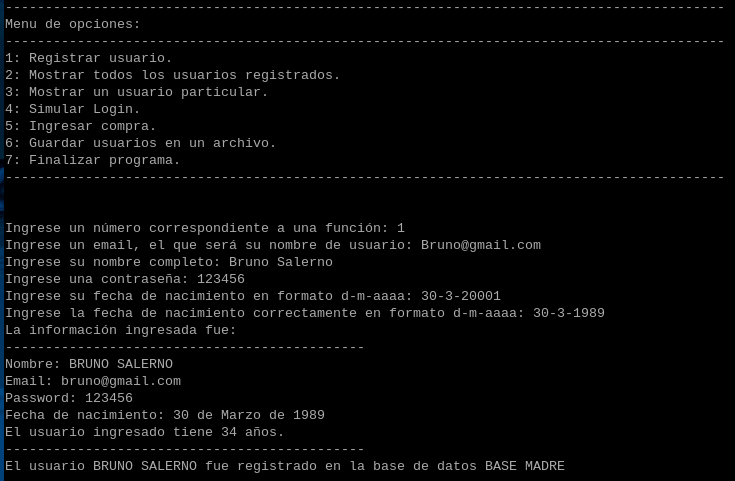 ------------------------------------------------------------------------------------------
Menu de opciones:
------------------------------------------------------------------------------------------
1: Registrar usuario.
2: Mostrar todos los usuarios registrados.
3: Mostrar un usuario particular.
4: Simular Login.
5: Ingresar compra.
6: Guardar usuarios en un archivo.
7: Finalizar programa.
------------------------------------------------------------------------------------------
Ingrese un número correspondiente a una función: 1
Ingrese un email, el que será su nombre de usuario: Bruno@gmail.com
Ingrese su nombre completo: Bruno Salerno
Ingrese una contraseña: 123456
Ingrese su fecha de nacimiento en formato d-m-aaaa: 30-3-20001
Ingrese la fecha de nacimiento correctamente en formato d-m-aaaa: 30-3-1989
La información ingresada fue:
---------------------------------------------
Nombre: BRUNO SALERNO
Email: bruno@gmail.com
Password: 123456
Fecha de nacimiento: 30 de Marzo de 1989
El usuario ingresado tiene 34 años.
---------------------------------------------
El usuario BRUNO SALERNO fue registrado en la base de datos BASE MADRE